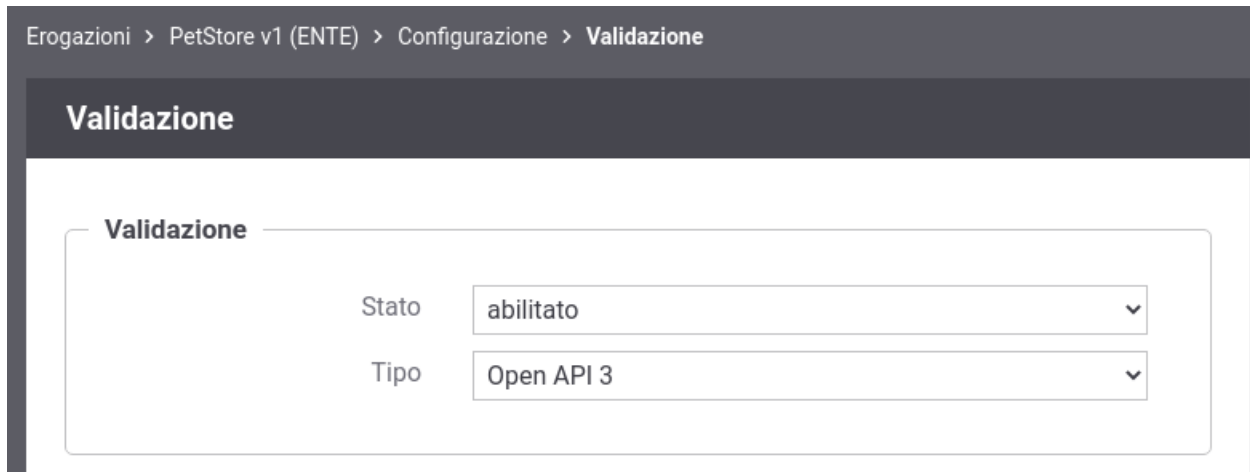 Erogazioni > PetStore v1 (ENTE) > Configurazione > Validazione
Validazione
Validazione
Stato abilitato
Tipo Open API 3